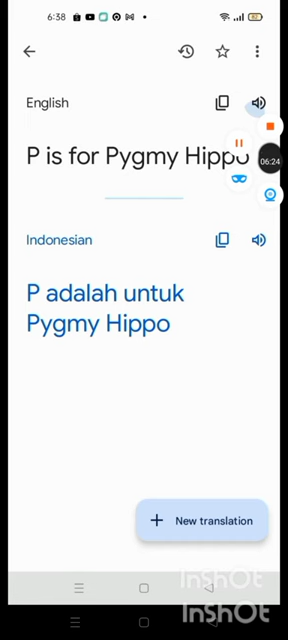 6:38
English
P is for Pygmy Hippo
06:24
Indonesian
P adalah untuk
Pygmy Hippo
+ New translation
InShOt
InShOt